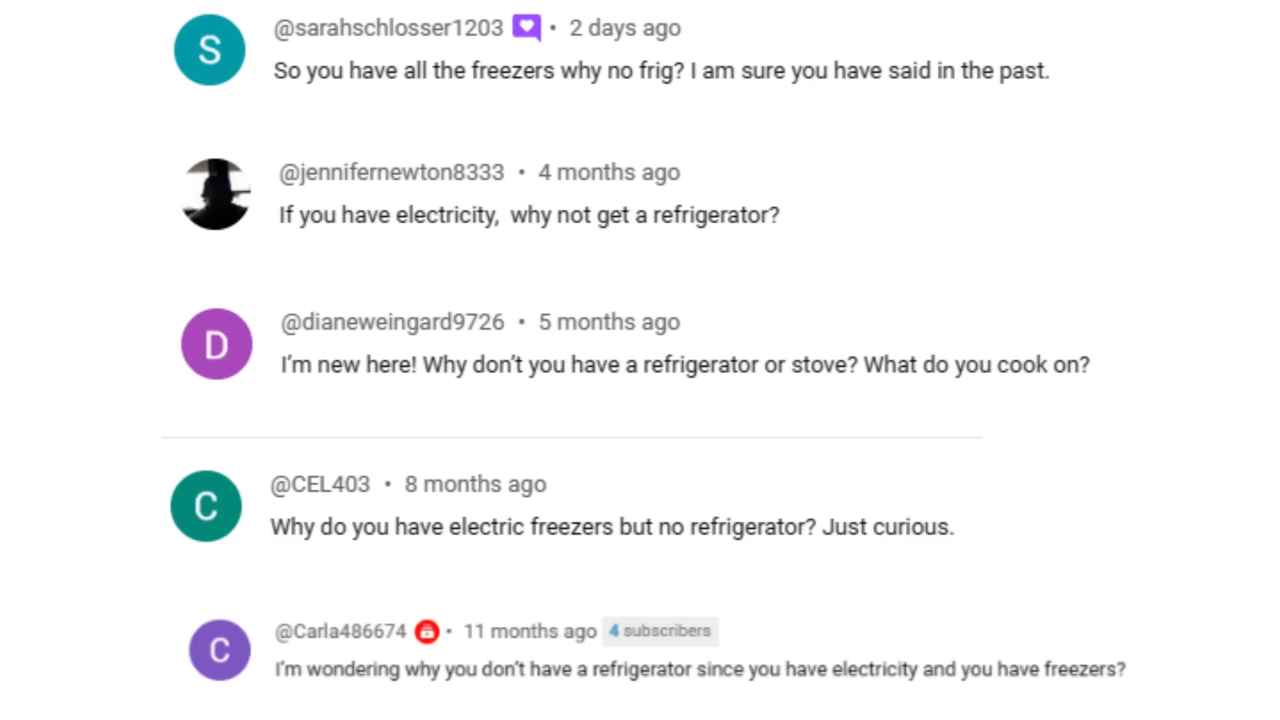 S
@sarahschlosser1203 • 2 days ago
So you have all the freezers why no frig? I am sure you have said in the past.
@jennifernewton8333 • 4 months ago
If you have electricity,  why not get a refrigerator?
D
@dianeweingard9726 • 5 months ago
I'm new here! Why don't you have a refrigerator or stove? What do you cook on?
C
@CEL403 • 8 months ago
Why do you have electric freezers but no refrigerator? Just curious.
C
@Carla486674 • 11 months ago 4 subscribers
I'm wondering why you don't have a refrigerator since you have electricity and you have freezers?